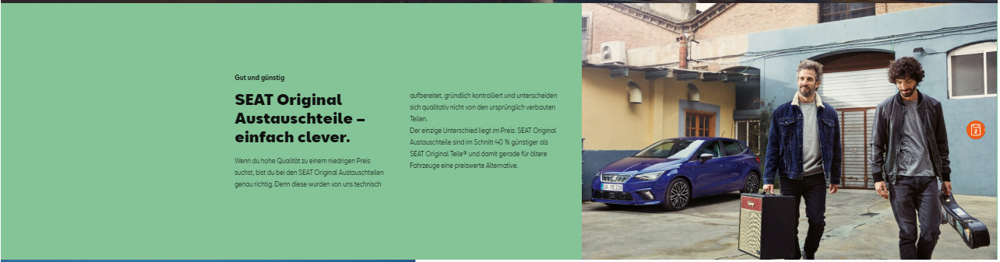 Gut und günstig
SEAT Original
Austauschteile –
einfach clever.
Wenn du hohe Qualität zu einem niedrigen Preis
suchst, bist du bei den SEAT Original Austauschteilen
genau richtig. Denn diese wurden von uns technisch
aufbereitet, gründlich kontrolliert und unterscheiden
sich qualitativ nicht von den ursprünglich verbauten
Teilen.
Der einzige Unterschied liegt im Preis: SEAT Original
Austauschteile sind im Schnitt 40 % günstiger als
SEAT Original Teile® und damit gerade für ältere
Fahrzeuge eine preiswerte Alternative.
2